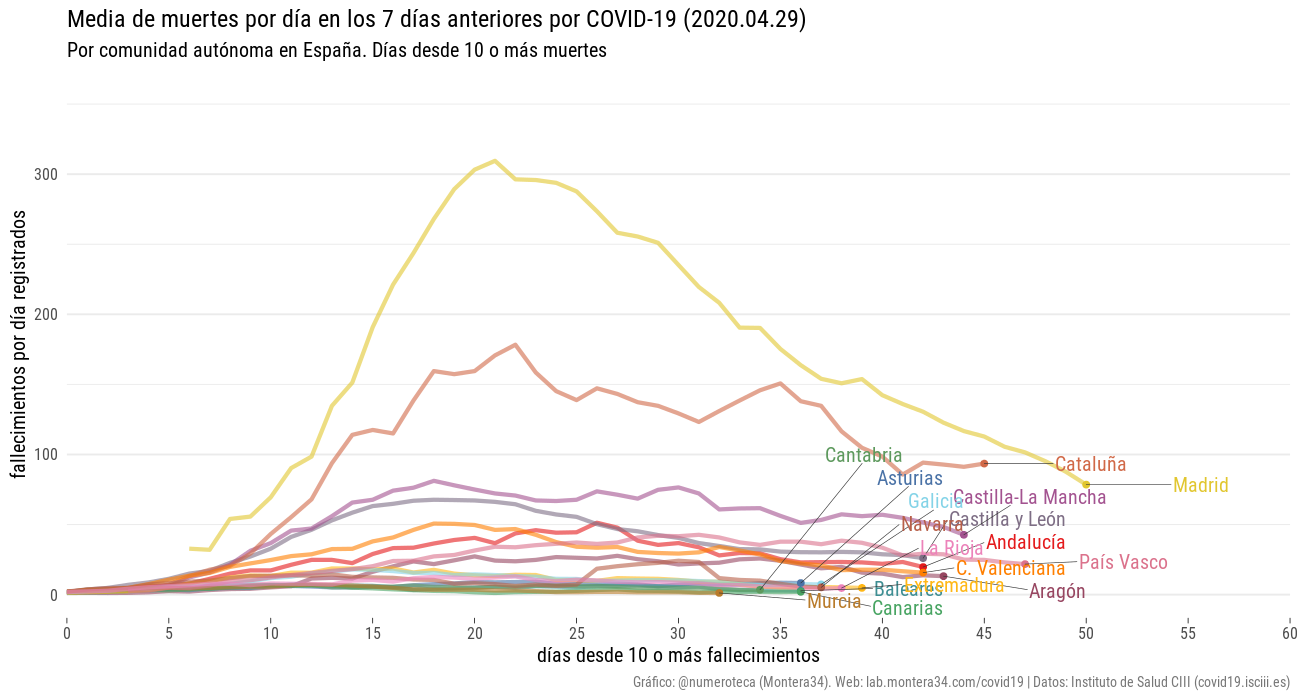 Media de muertes por día en los 7 días anteriores por COVID-19 (2020.04.29)
Por comunidad autónoma en España. Días desde 10 o más muertes
fallecimientos por día registrados
300
200
100
0
Cantabria
Cataluña
Asturias
Madrid
Galicia
Castilla-La Mancha
Navarra
Castilla y León
La Rioja
Andalucía
País Vasco
C. Valenciana
Extremadura
Baleares
Aragón
Murcia
Canarias
0 5 10 15 20 25 30 35 40 45 50 55 60
días desde 10 o más fallecimientos
Gráfico: @numeroteca (Montera34). Web: lab.montera34.com/covid19 | Datos: Instituto de Salud CIII (covid19.isciii.es)